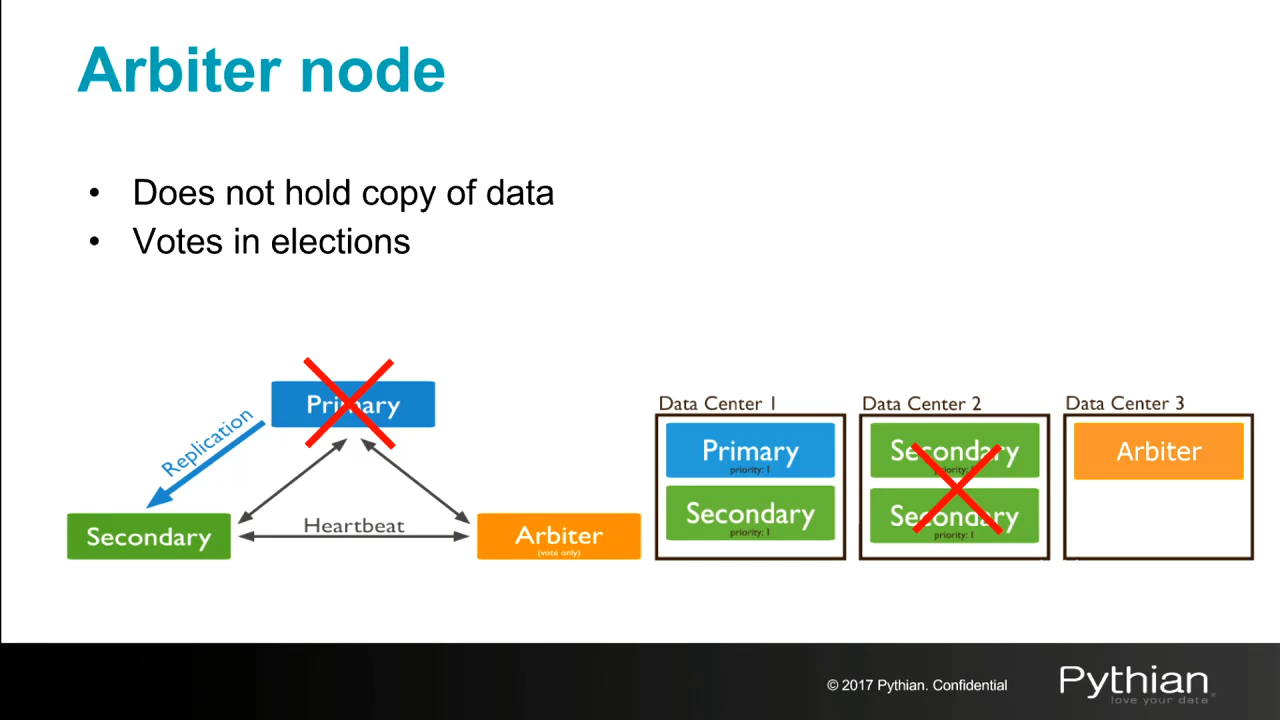 Arbiter node
• Does not hold copy of data
• Votes in elections
Primary
Replication
Secondary
Heartbeat
Arbiter
(vote only)
Data Center 1
Primary
priority: 1
Secondary
priority: 1
Data Center 2
Secondary
priority: 1
Secondary
priority: 1
Data Center 3
Arbiter
© 2017 Pythian. Confidential
Pythian
love your data